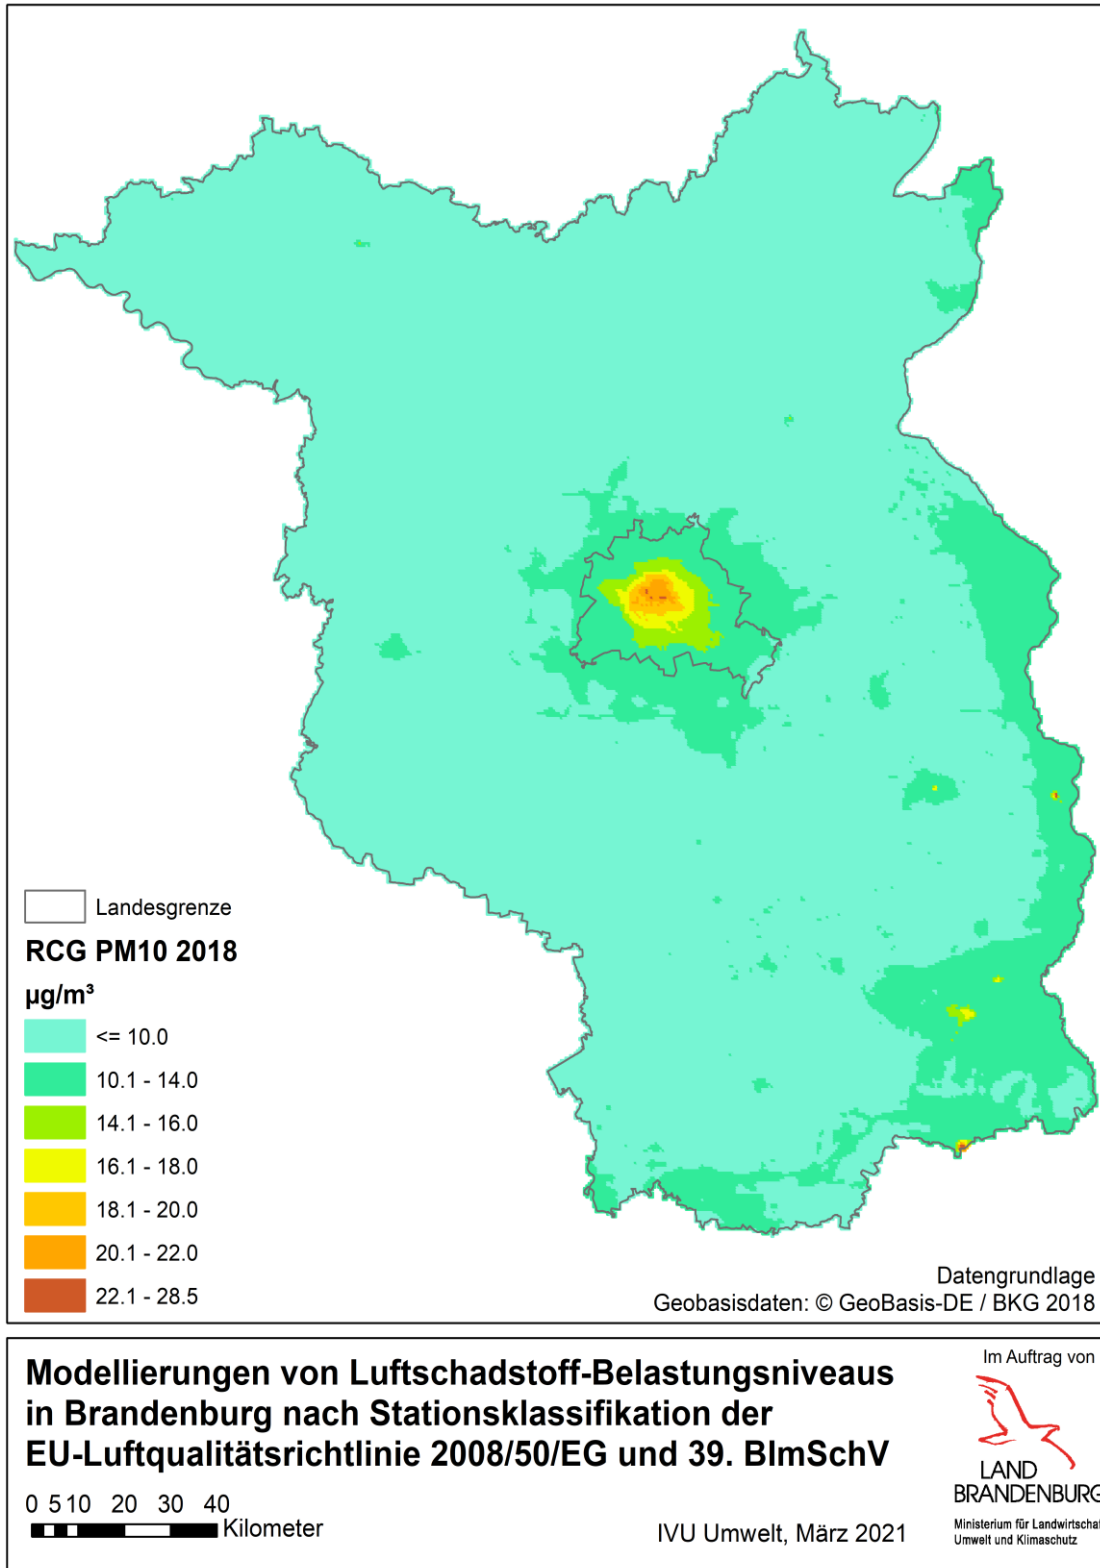 Landesgrenze
RCG PM10 2018
µg/m³
<= 10.0
10.1 - 14.0
14.1 - 16.0
16.1 - 18.0
18.1 - 20.0
20.1 - 22.0
22.1 - 28.5
Datengrundlage
Geobasisdaten: © GeoBasis-DE / BKG 2018
Modellierungen von Luftschadstoff-Belastungsniveaus
in Brandenburg nach Stationsklassifikation der
EU-Luftqualitätsrichtlinie 2008/50/EG und 39. BImSchV
0 5 10 20 30 40
Kilometer
IVU Umwelt, März 2021
Im Auftrag von
LAND
BRANDENBURG
Ministerium für Landwirtschaf
Umwelt und Klimaschutz